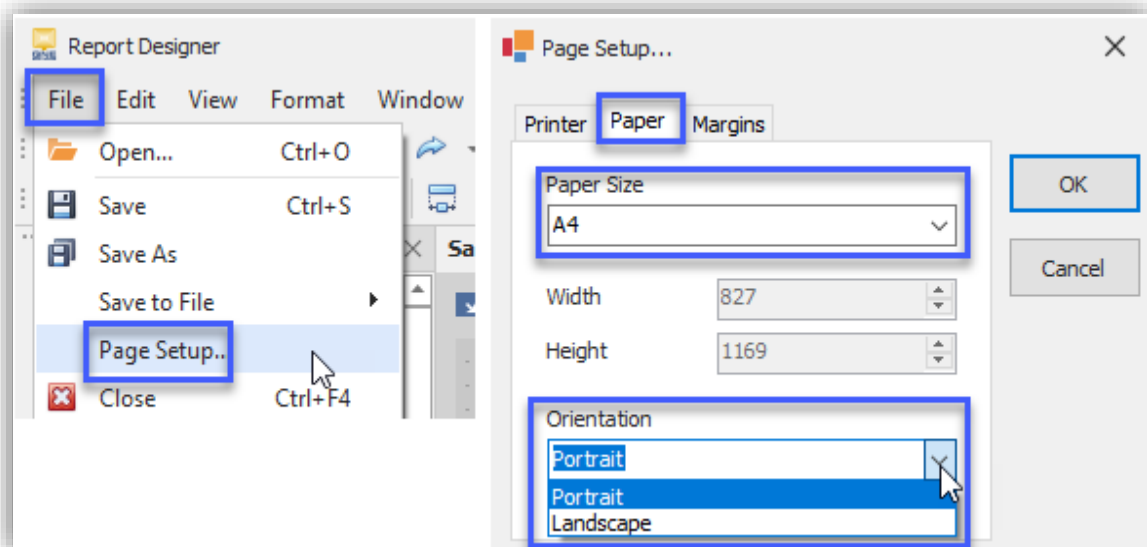 Report Designer
File Edit View Format Window
Open... Ctrl+O
Save Ctrl+S
Save As
Sa
Save to File
Page Setup...
Close Ctrl+F4
Page Setup...
Printer Paper Margins
Paper Size
A4
OK
Cancel
Width 827
Height 1169
Orientation
Portrait
Portrait
Landscape